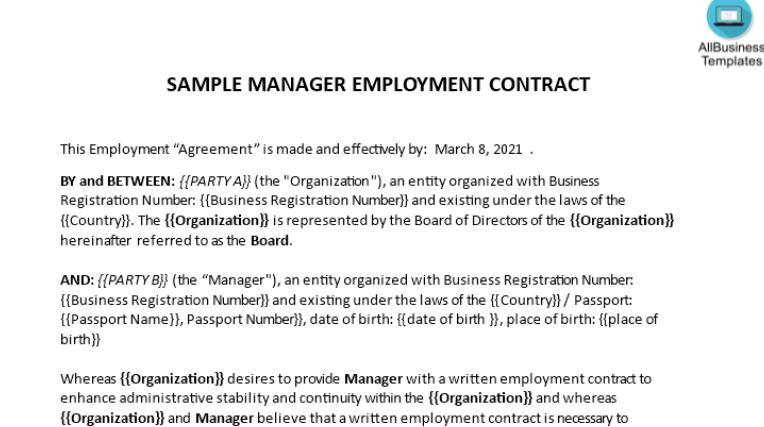 AllBusiness
Templates
SAMPLE MANAGER EMPLOYMENT CONTRACT
This Employment “Agreement” is made and effectively by: March 8, 2021 .
BY and BETWEEN: {{PARTY A}} (the "Organization"), an entity organized with Business
Registration Number: {{Business Registration Number}} and existing under the laws of the
{{Country}}. The {{Organization}} is represented by the Board of Directors of the {{Organization}}
hereinafter referred to as the Board.
AND: {{PARTY B}} (the “Manager"), an entity organized with Business Registration Number:
{{Business Registration Number}} and existing under the laws of the {{Country}} / Passport:
{{Passport Name}}, Passport Number}}, date of birth: {{date of birth }}, place of birth: {{place of
birth}}
Whereas {{Organization}} desires to provide Manager with a written employment contract to
enhance administrative stability and continuity within the {{Organization}} and whereas
{{Organization}} and Manager believe that a written employment contract is necessary to